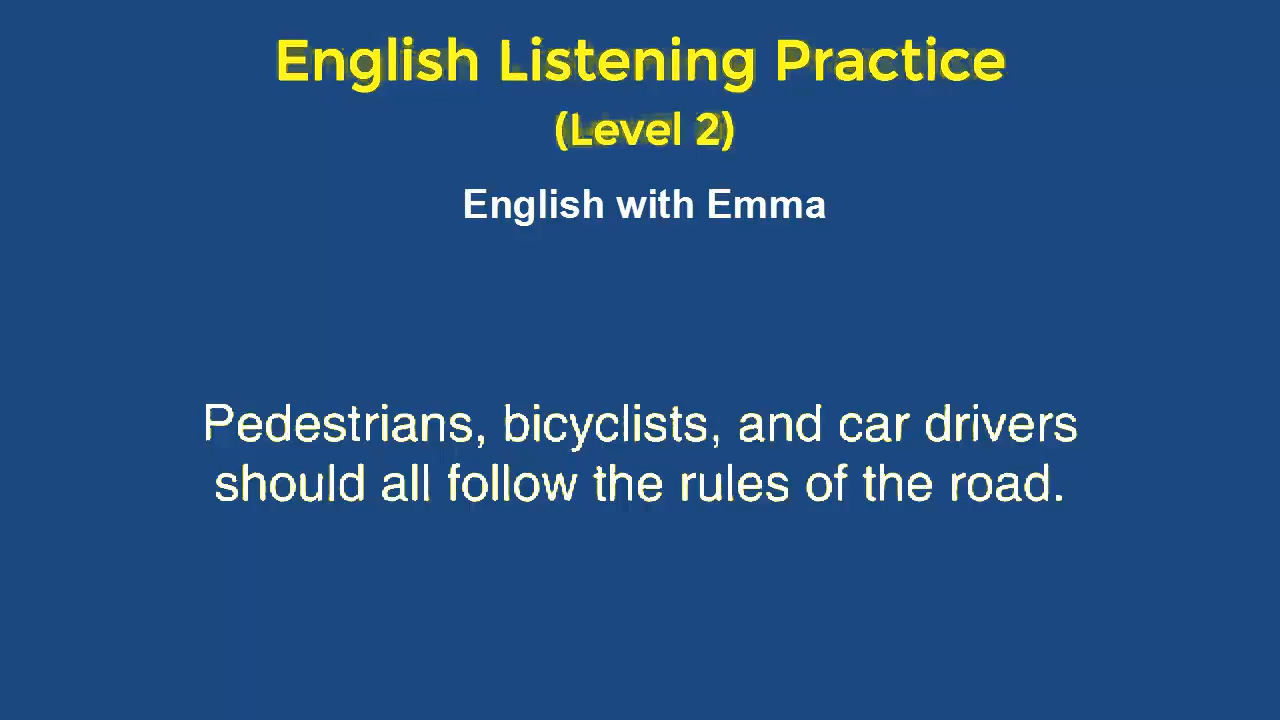 English Listening Practice
(Level 2)
English with Emma
Pedestrians, bicyclists, and car drivers
should all follow the rules of the road.